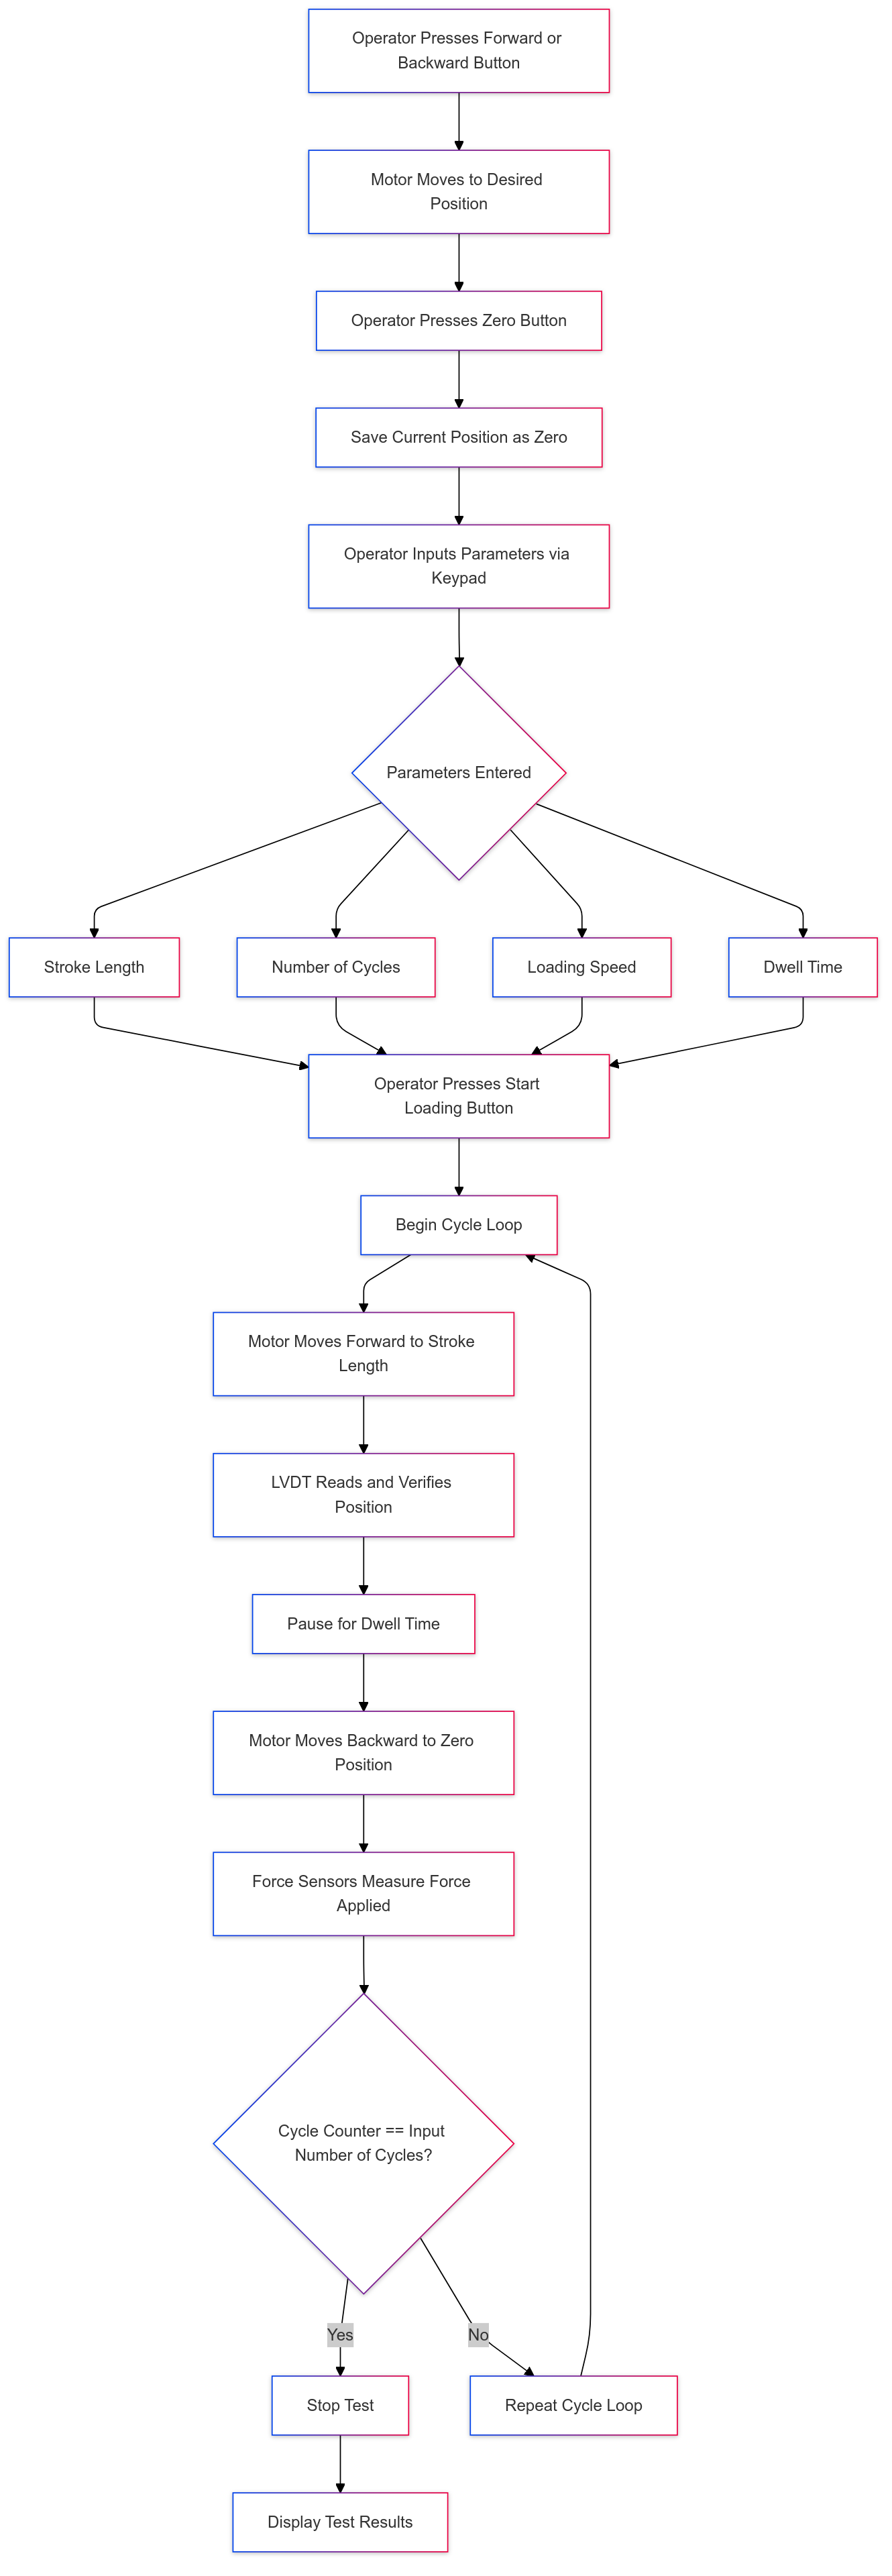 Operator Presses Forward or
Backward Button
Motor Moves to Desired
Position
Operator Presses Zero Button
Save Current Position as Zero
Operator Inputs Parameters via
Keypad
Parameters Entered
Stroke Length
Number of Cycles
Loading Speed
Dwell Time
Operator Presses Start
Loading Button
Begin Cycle Loop
Motor Moves Forward to Stroke
Length
LVDT Reads and Verifies
Position
Pause for Dwell Time
Motor Moves Backward to Zero
Position
Force Sensors Measure Force
Applied
Cycle Counter == Input
Number of Cycles?
Yes
No
Stop Test
Repeat Cycle Loop
Display Test Results